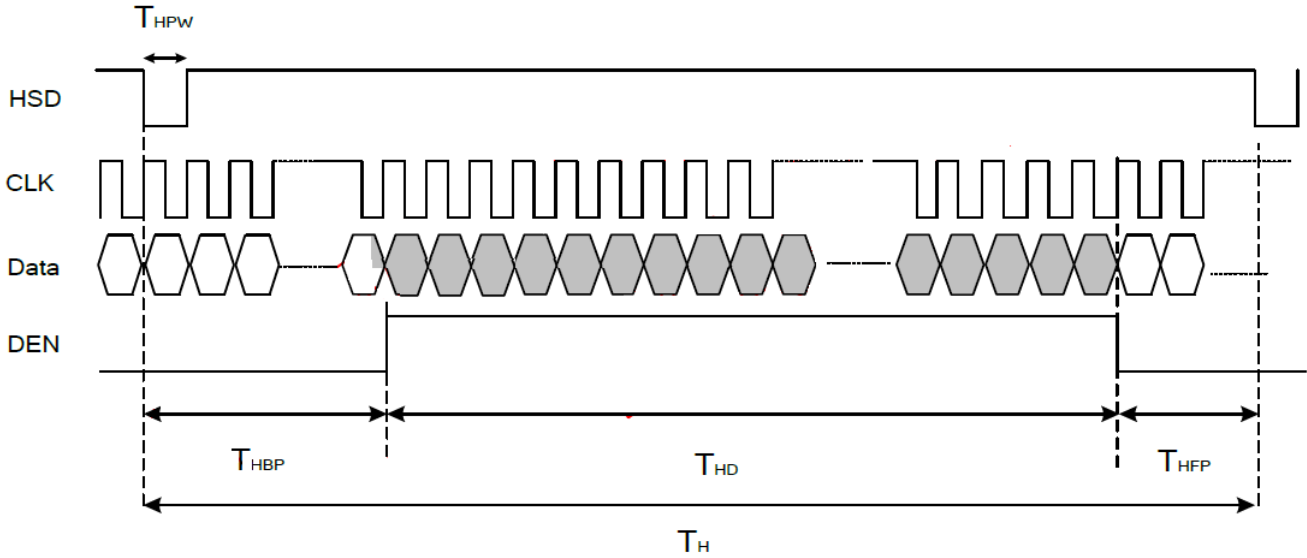 THPW
HSD
CLK
Data
DEN
THBP
THD
THFP
TH